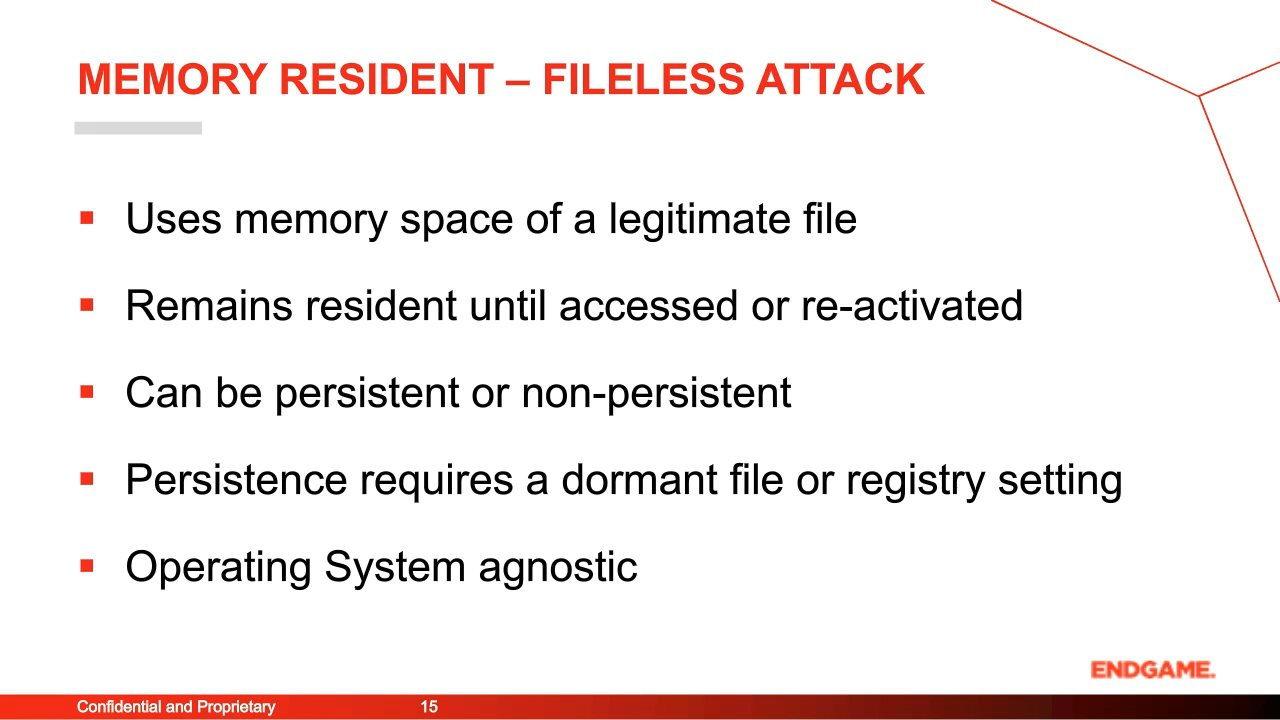 MEMORY RESIDENT – FILELESS ATTACK
▪ Uses memory space of a legitimate file
▪ Remains resident until accessed or re-activated
▪ Can be persistent or non-persistent
▪ Persistence requires a dormant file or registry setting
▪ Operating System agnostic
ENDGAME.
Confidential and Proprietary 15